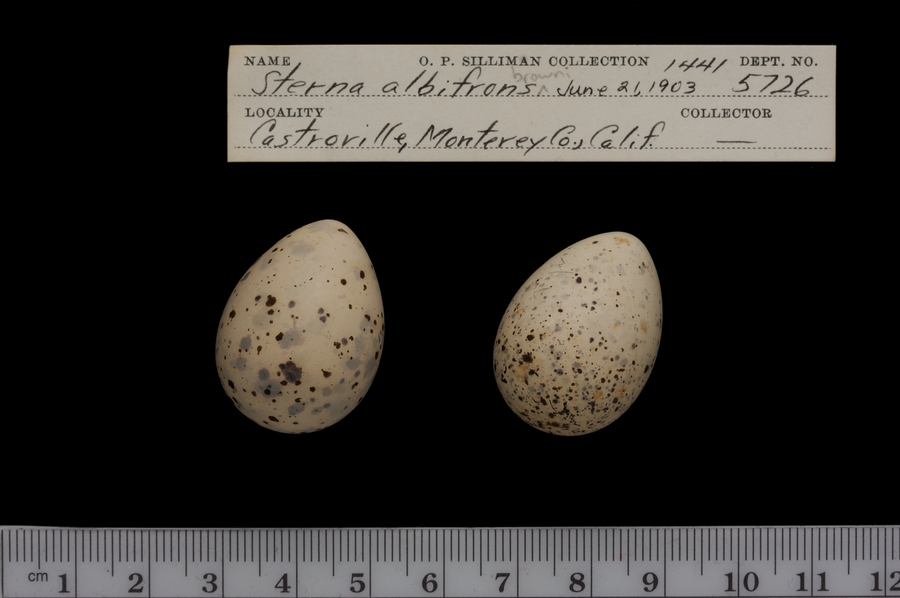 NAME O. P. SILLIMAN COLLECTION 1441 DEPT. NO.
Sterna albifrons browni June 21, 1903 5726
LOCALITY COLLECTOR
Castroville, Monterey Co., Calif. —
cm 1 2 3 4 5 6 7 8 9 10 11 12